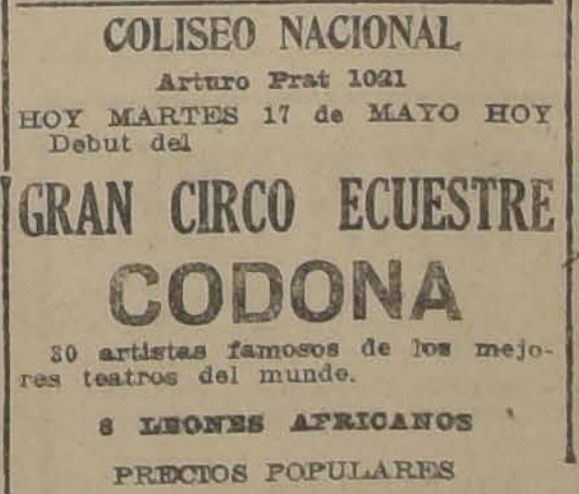 COLISEO NACIONAL
Arturo Prat 1021
HOY MARTES 17 de MAYO HOY
Debut del
GRAN CIRCO ECUESTRE
CODONA
30 artistas famosos de los mejo-
res teatros del mundo.
8 LEONES AFRICANOS
PRECIOS POPULARES